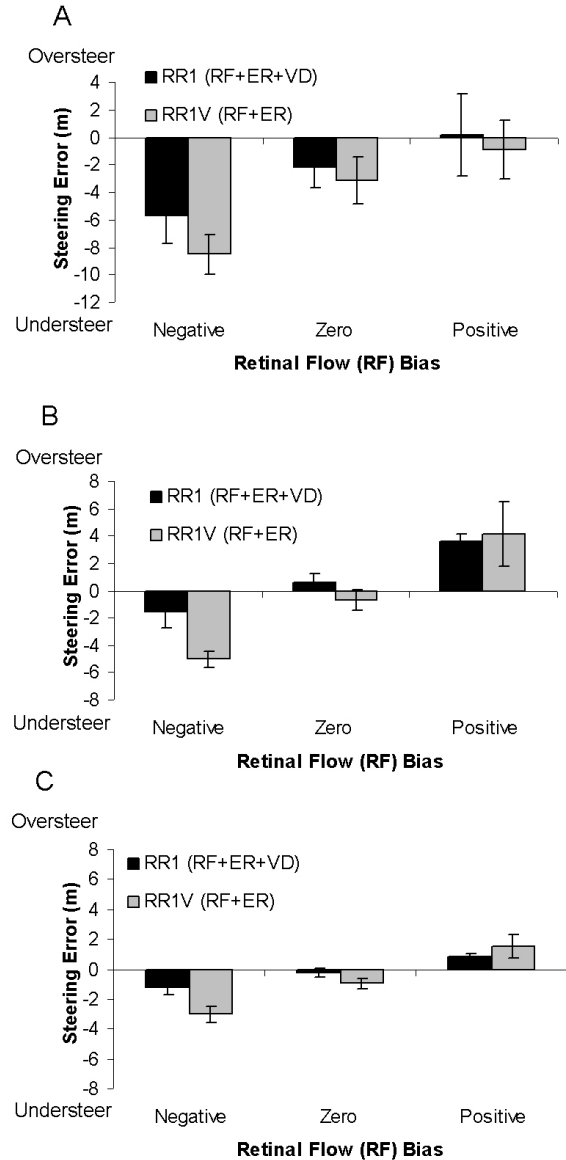 A
Oversteer
4
2
0
-2
-4
-6
-8
-10
-12
Steering Error (m)
RR1 (RF+ER+VD)
RR1V (RF+ER)
Understeer
Negative Zero Positive
Retinal Flow (RF) Bias
B
Oversteer
8
6
4
2
0
-2
-4
-6
-8
Steering Error (m)
RR1 (RF+ER+VD)
RR1V (RF+ER)
Understeer
Negative Zero Positive
Retinal Flow (RF) Bias
C
Oversteer
8
6
4
2
0
-2
-4
-6
-8
Steering Error (m)
RR1 (RF+ER+VD)
RR1V (RF+ER)
Understeer
Negative Zero Positive
Retinal Flow (RF) Bias